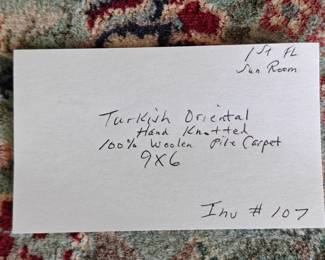 1st FL
Sun Room
Turkish Oriental
Hand Knotted
100% Woolen Pile Carpet
9x6
Inv # 107